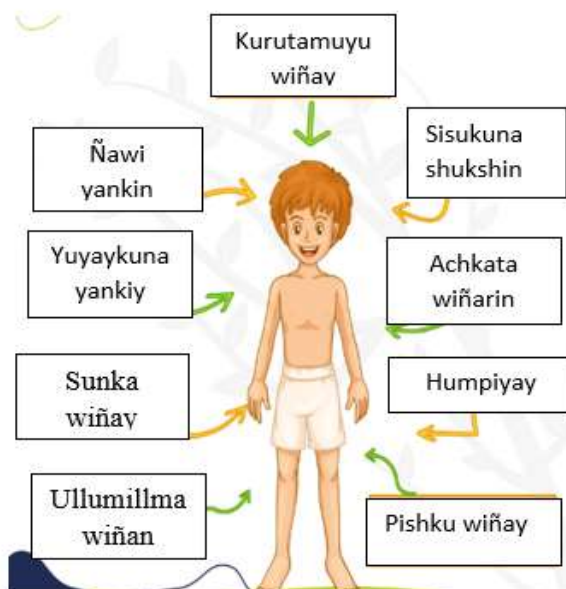 Kurutamuyu
wiñay
Ñawi
yankin
Sisukuna
shukshin
Yuyaykuna
yankiy
Achkata
wiñarin
Sunka
wiñay
Humpiyay
Ullumillma
wiñan
Pishku wiñay